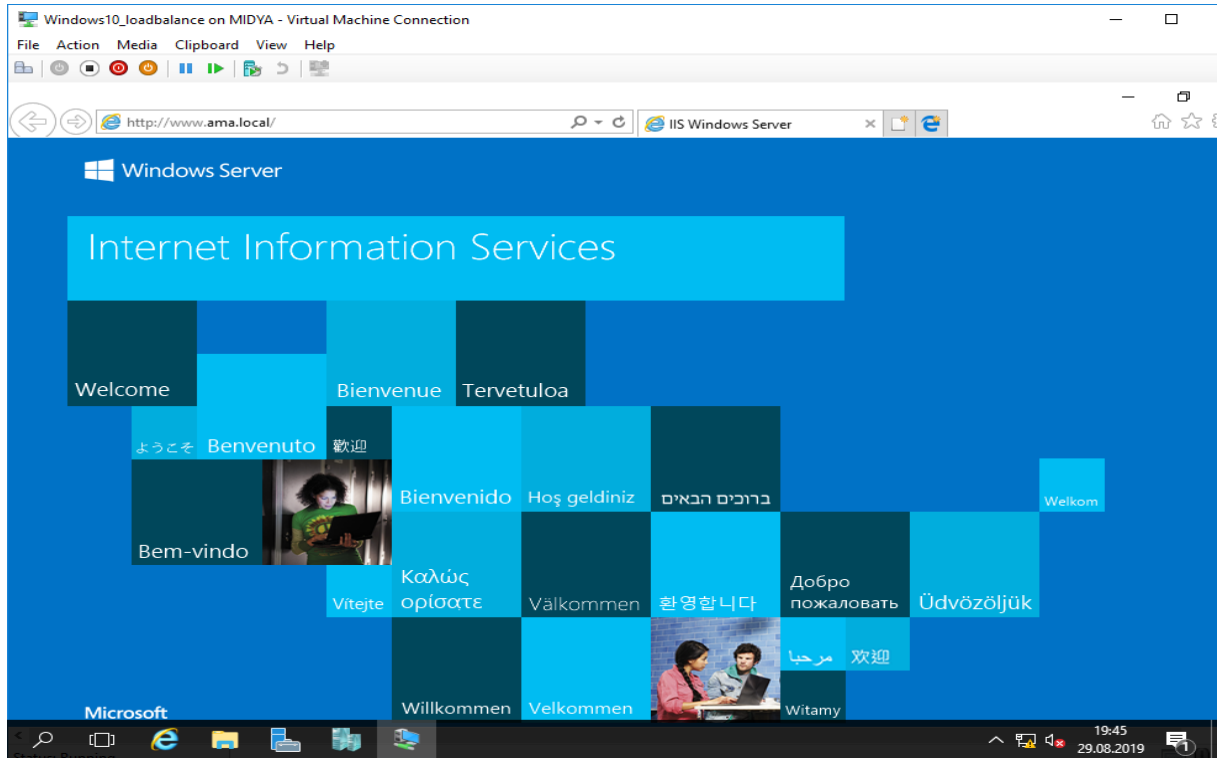 Windows10_loadbalance on MIDYA - Virtual Machine Connection
File Action Media Clipboard View Help
http://www.ama.local/
IIS Windows Server
Windows Server
Internet Information Services
Welcome
Bienvenue
Tervetuloa
ようこそ
Benvenuto
歡迎
Bienvenido
Hoş geldiniz
ברוכים הבאים
Welkom
Bem-vindo
Vítejte
Καλώς
ορίσατε
Välkommen
환영합니다
Добро
пожаловать
Üdvözöljük
مرحبا
欢迎
Willkommen
Velkommen
Witamy
Microsoft
19:45
29.08.2019
1
Status: Running